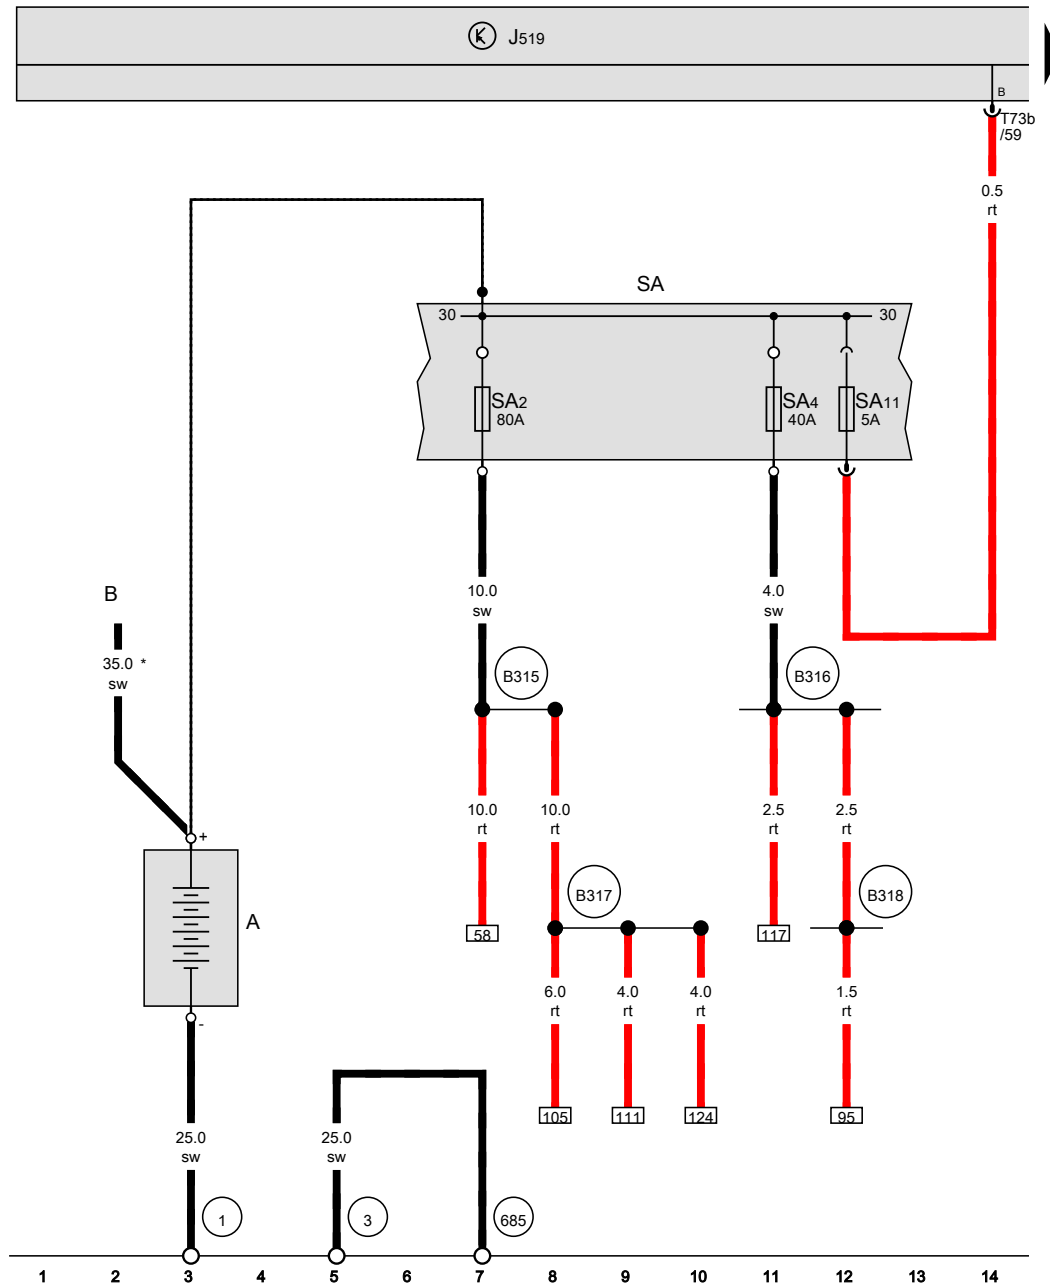 J519
B
T73b
/59
0.5
rt
SA
30
30
SA2
80A
SA4
40A
SA11
5A
B
35.0 *
sw
10.0
sw
4.0
sw
B315
B316
10.0
rt
10.0
rt
2.5
rt
2.5
rt
+
A
-
B317
B318
58
117
6.0
rt
4.0
rt
4.0
rt
1.5
rt
105
111
124
95
25.0
sw
25.0
sw
1
3
685
1 2 3 4 5 6 7 8 9 10 11 12 13 14